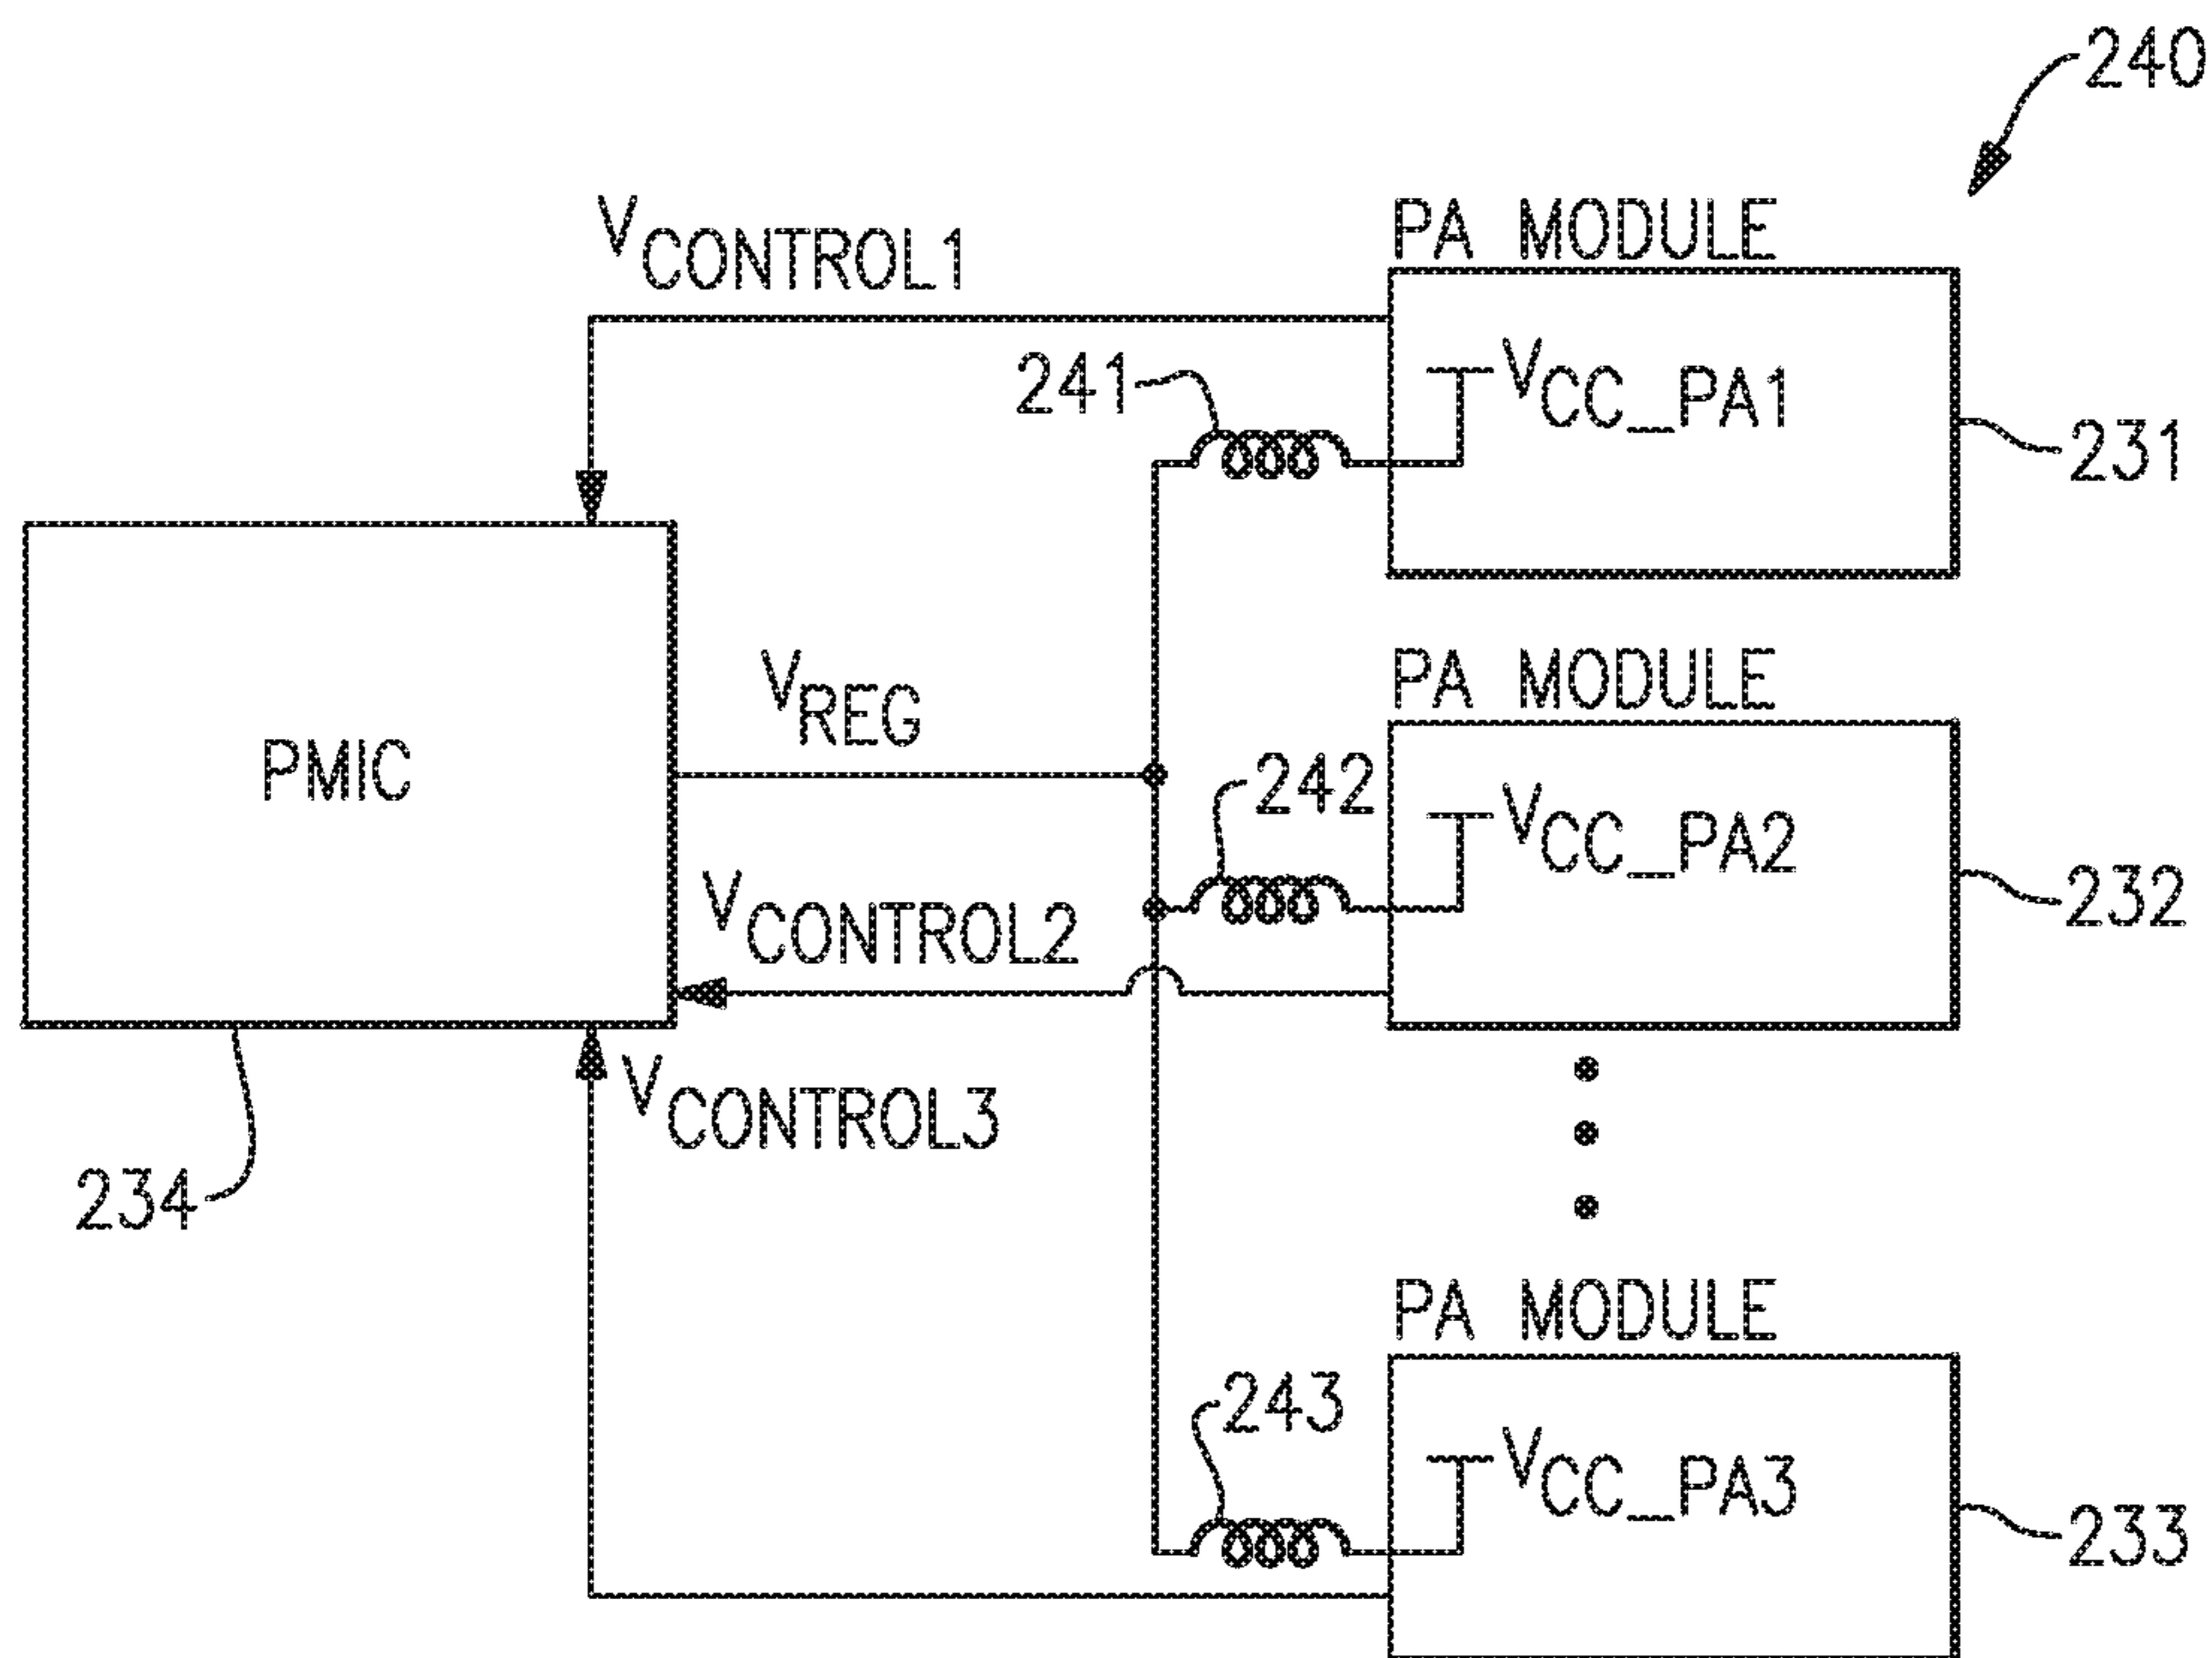 240
PA MODULE
VCONTROL1
241
VCC_PA1
231
PA MODULE
VREG
PMIC
242
VCC_PA2
VCONTROL2
232
VCONTROL3
234
PA MODULE
243
VCC_PA3
233